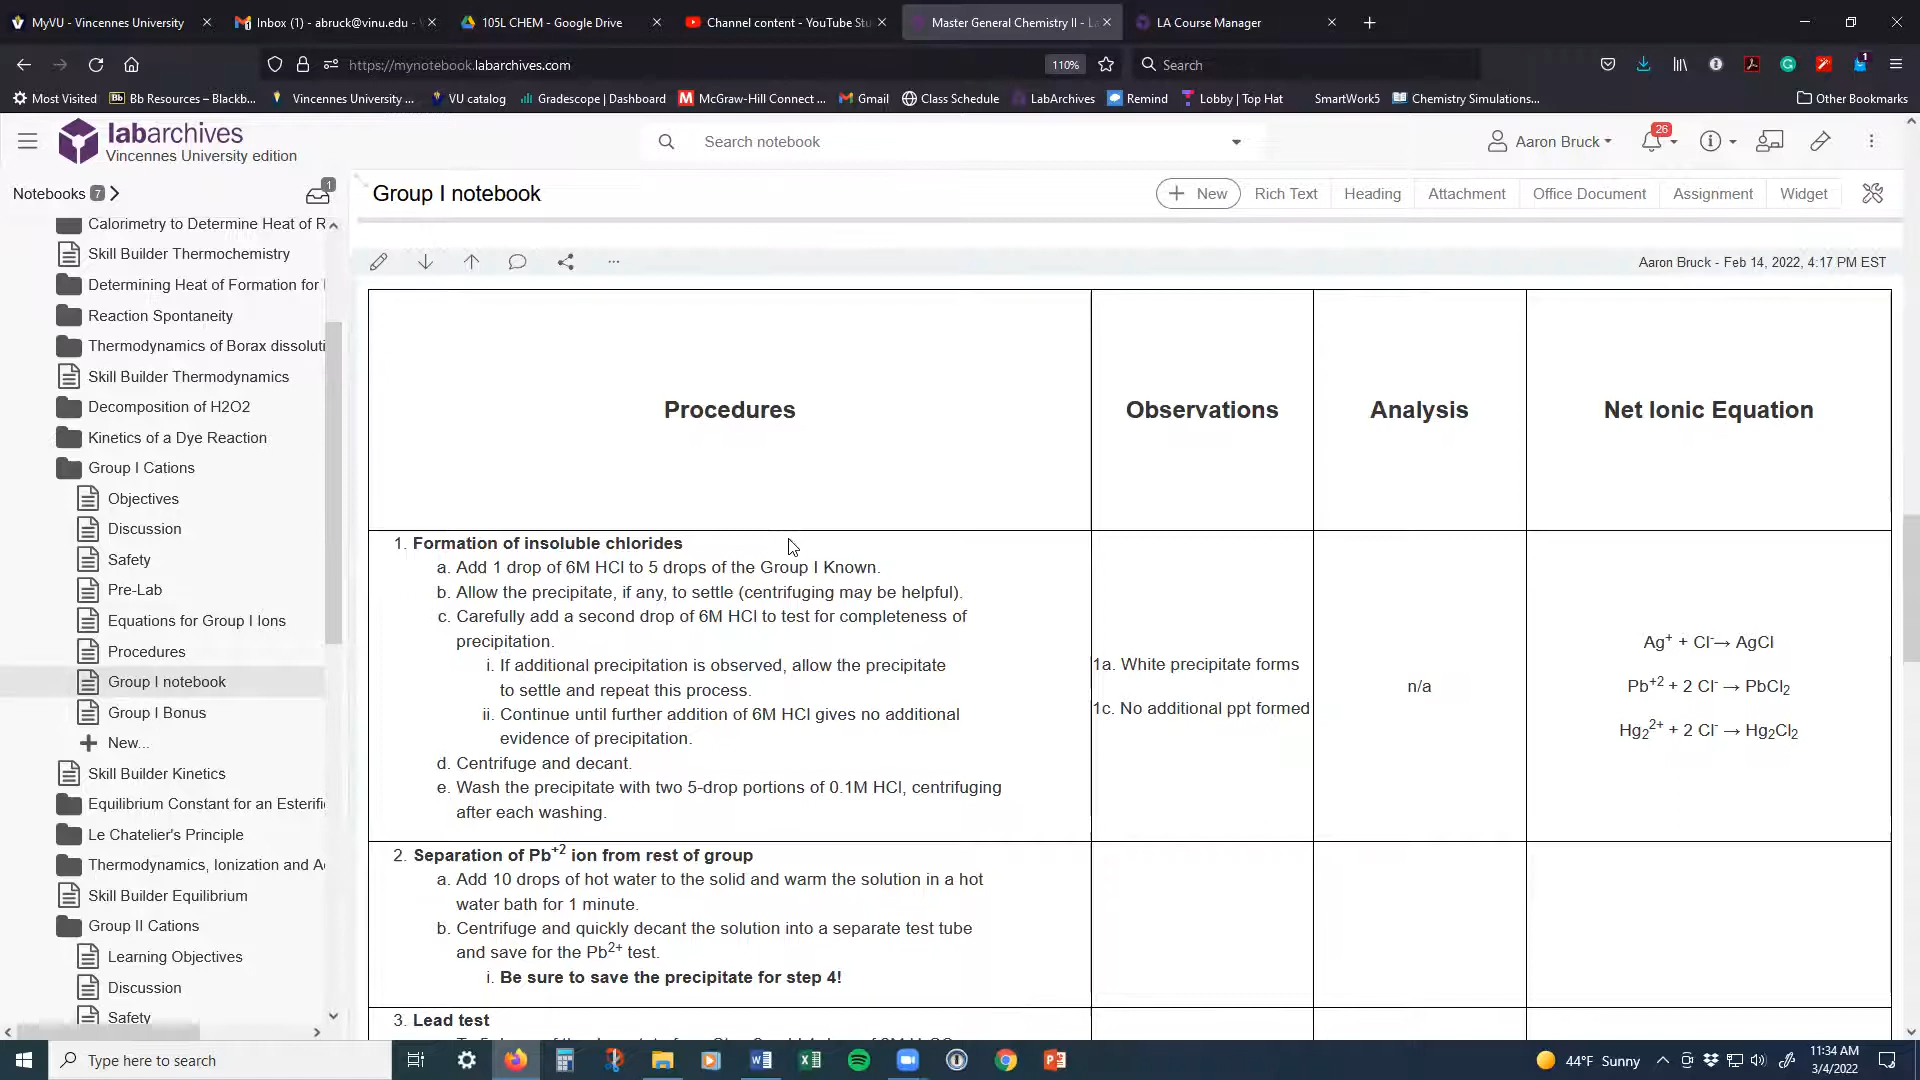 MyVU - Vincennes University
Inbox (1) - abruck@vinu.edu -
105L CHEM - Google Drive
Channel content - YouTube Stu
Master General Chemistry II - La
LA Course Manager
https://mynotebook.labarchives.com
110%
Search
1
Most Visited
Bb Resources – Blackb...
Vincennes University ...
VU catalog
Gradescope | Dashboard
McGraw-Hill Connect ...
Gmail
Class Schedule
LabArchives
Remind
Lobby | Top Hat
SmartWork5
Chemistry Simulations...
Other Bookmarks
labarchives
Vincennes University edition
Search notebook
Aaron Bruck
26
Notebooks 7
1
Group I notebook
New
Rich Text
Heading
Attachment
Office Document
Assignment
Widget
Calorimetry to Determine Heat of R
Skill Builder Thermochemistry
Determining Heat of Formation for
Reaction Spontaneity
Thermodynamics of Borax dissoluti
Skill Builder Thermodynamics
Decomposition of H2O2
Kinetics of a Dye Reaction
Group I Cations
Objectives
Discussion
Safety
Pre-Lab
Equations for Group I Ions
Procedures
Group I notebook
Group I Bonus
New...
Skill Builder Kinetics
Equilibrium Constant for an Esterifi
Le Chatelier's Principle
Thermodynamics, Ionization and A
Skill Builder Equilibrium
Group II Cations
Learning Objectives
Discussion
Safety
Aaron Bruck - Feb 14, 2022, 4:17 PM EST
Procedures
Observations
Analysis
Net Ionic Equation
1. Formation of insoluble chlorides
a. Add 1 drop of 6M HCl to 5 drops of the Group I Known.
b. Allow the precipitate, if any, to settle (centrifuging may be helpful).
c. Carefully add a second drop of 6M HCl to test for completeness of
precipitation.
i. If additional precipitation is observed, allow the precipitate
to settle and repeat this process.
ii. Continue until further addition of 6M HCl gives no additional
evidence of precipitation.
d. Centrifuge and decant.
e. Wash the precipitate with two 5-drop portions of 0.1M HCl, centrifuging
after each washing.
1a. White precipitate forms
1c. No additional ppt formed
n/a
Ag⁺ + Cl⁻→ AgCl
Pb⁺² + 2 Cl⁻ → PbCl₂
Hg₂²⁺ + 2 Cl⁻ → Hg₂Cl₂
2. Separation of Pb⁺² ion from rest of group
a. Add 10 drops of hot water to the solid and warm the solution in a hot
water bath for 1 minute.
b. Centrifuge and quickly decant the solution into a separate test tube
and save for the Pb²⁺ test.
i. Be sure to save the precipitate for step 4!
3. Lead test
Type here to search
44°F Sunny
11:34 AM
3/4/2022